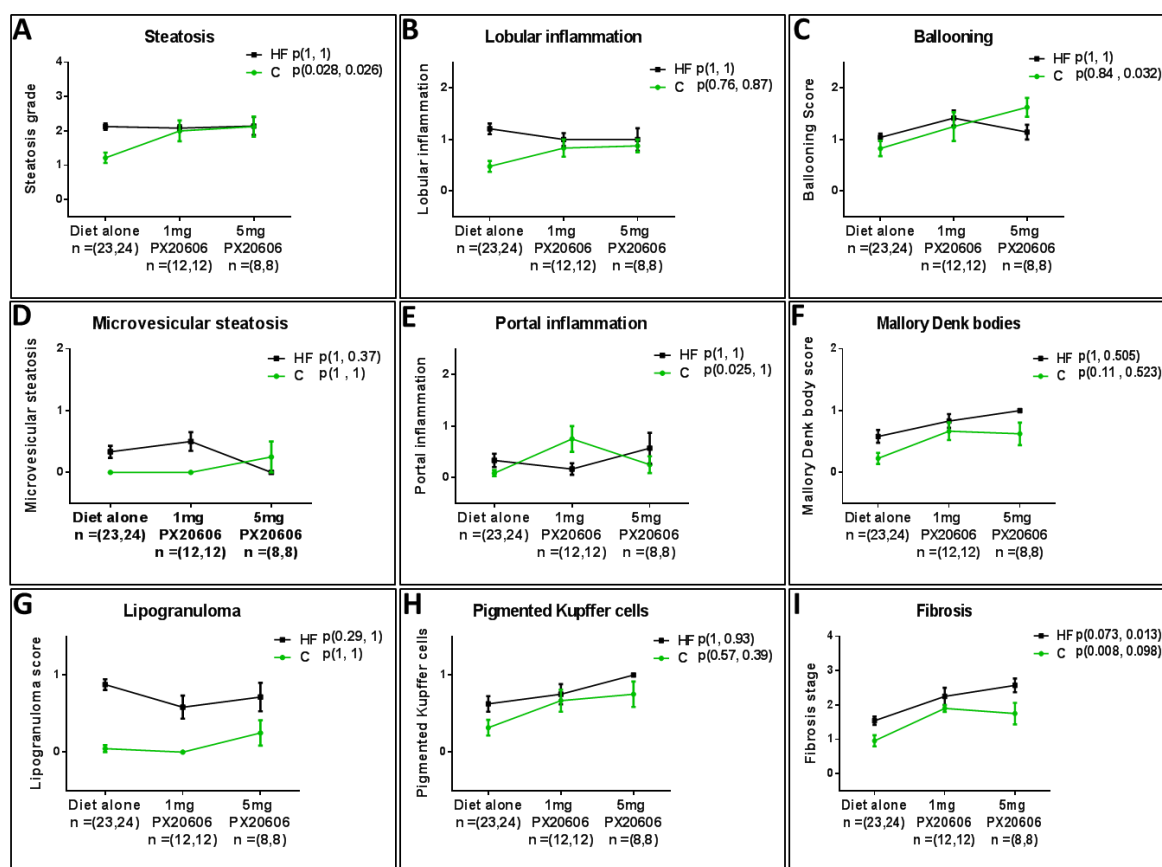 A
Steatosis
HF p(1, 1)
C p(0.028, 0.026)
Steatosis grade
4
3
2
1
0
Diet alone 1mg 5mg
n =(23,24) PX20606 PX20606
n =(12,12) n =(8,8)
B
Lobular inflammation
HF p(1, 1)
C p(0.76, 0.87)
Lobular inflammation
2
1
0
Diet alone 1mg 5mg
n =(23,24) PX20606 PX20606
n =(12,12) n =(8,8)
C
Ballooning
HF p(1, 1)
C p(0.84 , 0.032)
Ballooning Score
2
1
0
Diet alone 1mg 5mg
n =(23,24) PX20606 PX20606
n =(12,12) n =(8,8)
D
Microvesicular steatosis
HF p(1, 0.37)
C p(1 , 1)
Microvesicular steatosis
2
1
0
Diet alone 1mg 5mg
n =(23,24) PX20606 PX20606
n =(12,12) n =(8,8)
E
Portal inflammation
HF p(1, 1)
C p(0.025, 1)
Portal inflammation
2
1
0
Diet alone 1mg 5mg
n =(23,24) PX20606 PX20606
n =(12,12) n =(8,8)
F
Mallory Denk bodies
HF p(1, 0.505)
C p(0.11 , 0.523)
Mallory Denk body score
2
1
0
Diet alone 1mg 5mg
n =(23,24) PX20606 PX20606
n =(12,12) n =(8,8)
G
Lipogranuloma
HF p(0.29, 1)
C p(1, 1)
Lipogranuloma score
1
0
Diet alone 1mg 5mg
n =(23,24) PX20606 PX20606
n =(12,12) n =(8,8)
H
Pigmented Kupffer cells
HF p(1, 0.93)
C p(0.57, 0.39)
Pigmented Kupffer cells
1
0
Diet alone 1mg 5mg
n =(23,24) PX20606 PX20606
n =(12,12) n =(8,8)
I
Fibrosis
HF p(0.073, 0.013)
C p(0.008, 0.098)
Fibrosis stage
4
3
2
1
0
Diet alone 1mg 5mg
n =(23,24) PX20606 PX20606
n =(12,12) n =(8,8)